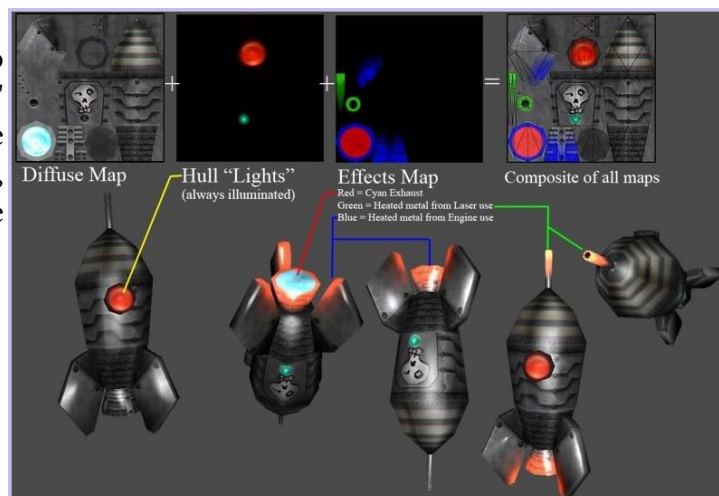 + + =
Diffuse Map
Hull "Lights"
(always illuminated)
Effects Map
Red = Cyan Exhaust
Green = Heated metal from Laser use
Blue = Heated metal from Engine use
Composite of all maps